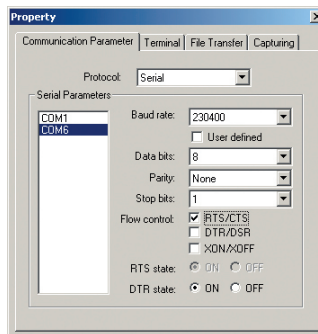 Property
Communication Parameter Terminal File Transfer Capturing
Protocol: Serial
Serial Parameters
COM1
COM6
Baud rate: 230400
User defined
Data bits: 8
Parity: None
Stop bits: 1
Flow control: RTS/CTS
DTR/DSR
XON/XOFF
RTS state: ON OFF
DTR state: ON OFF